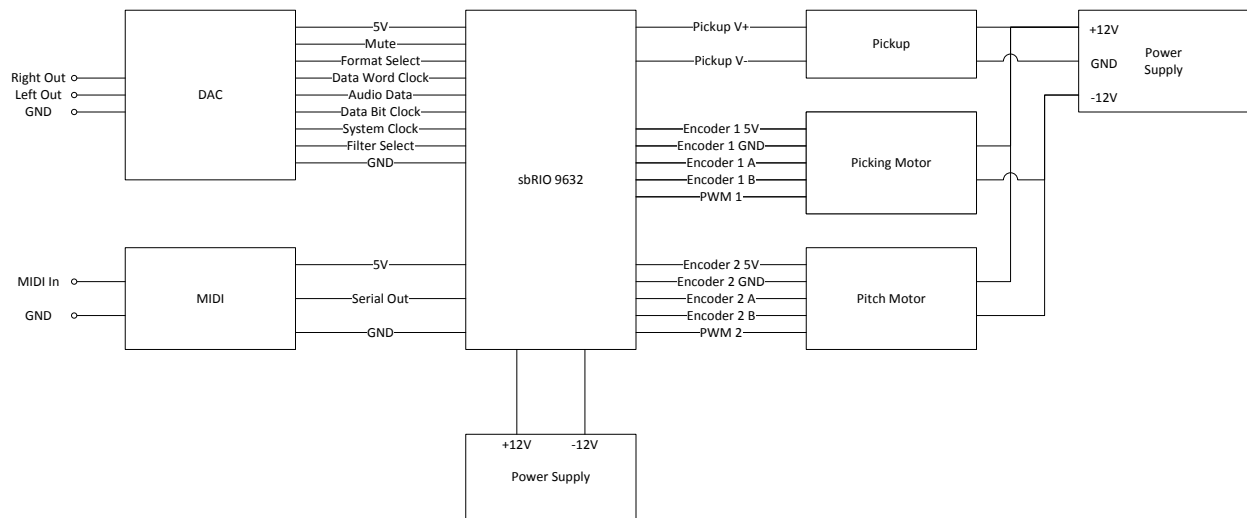 Right Out
Left Out
GND
DAC
5V
Mute
Format Select
Data Word Clock
Audio Data
Data Bit Clock
System Clock
Filter Select
GND
MIDI In
GND
MIDI
5V
Serial Out
GND
sbRIO 9632
Pickup V+
Pickup V-
Pickup
Encoder 1 5V
Encoder 1 GND
Encoder 1 A
Encoder 1 B
PWM 1
Picking Motor
Encoder 2 5V
Encoder 2 GND
Encoder 2 A
Encoder 2 B
PWM 2
Pitch Motor
+12V
GND
-12V
Power
Supply
+12V
-12V
Power Supply